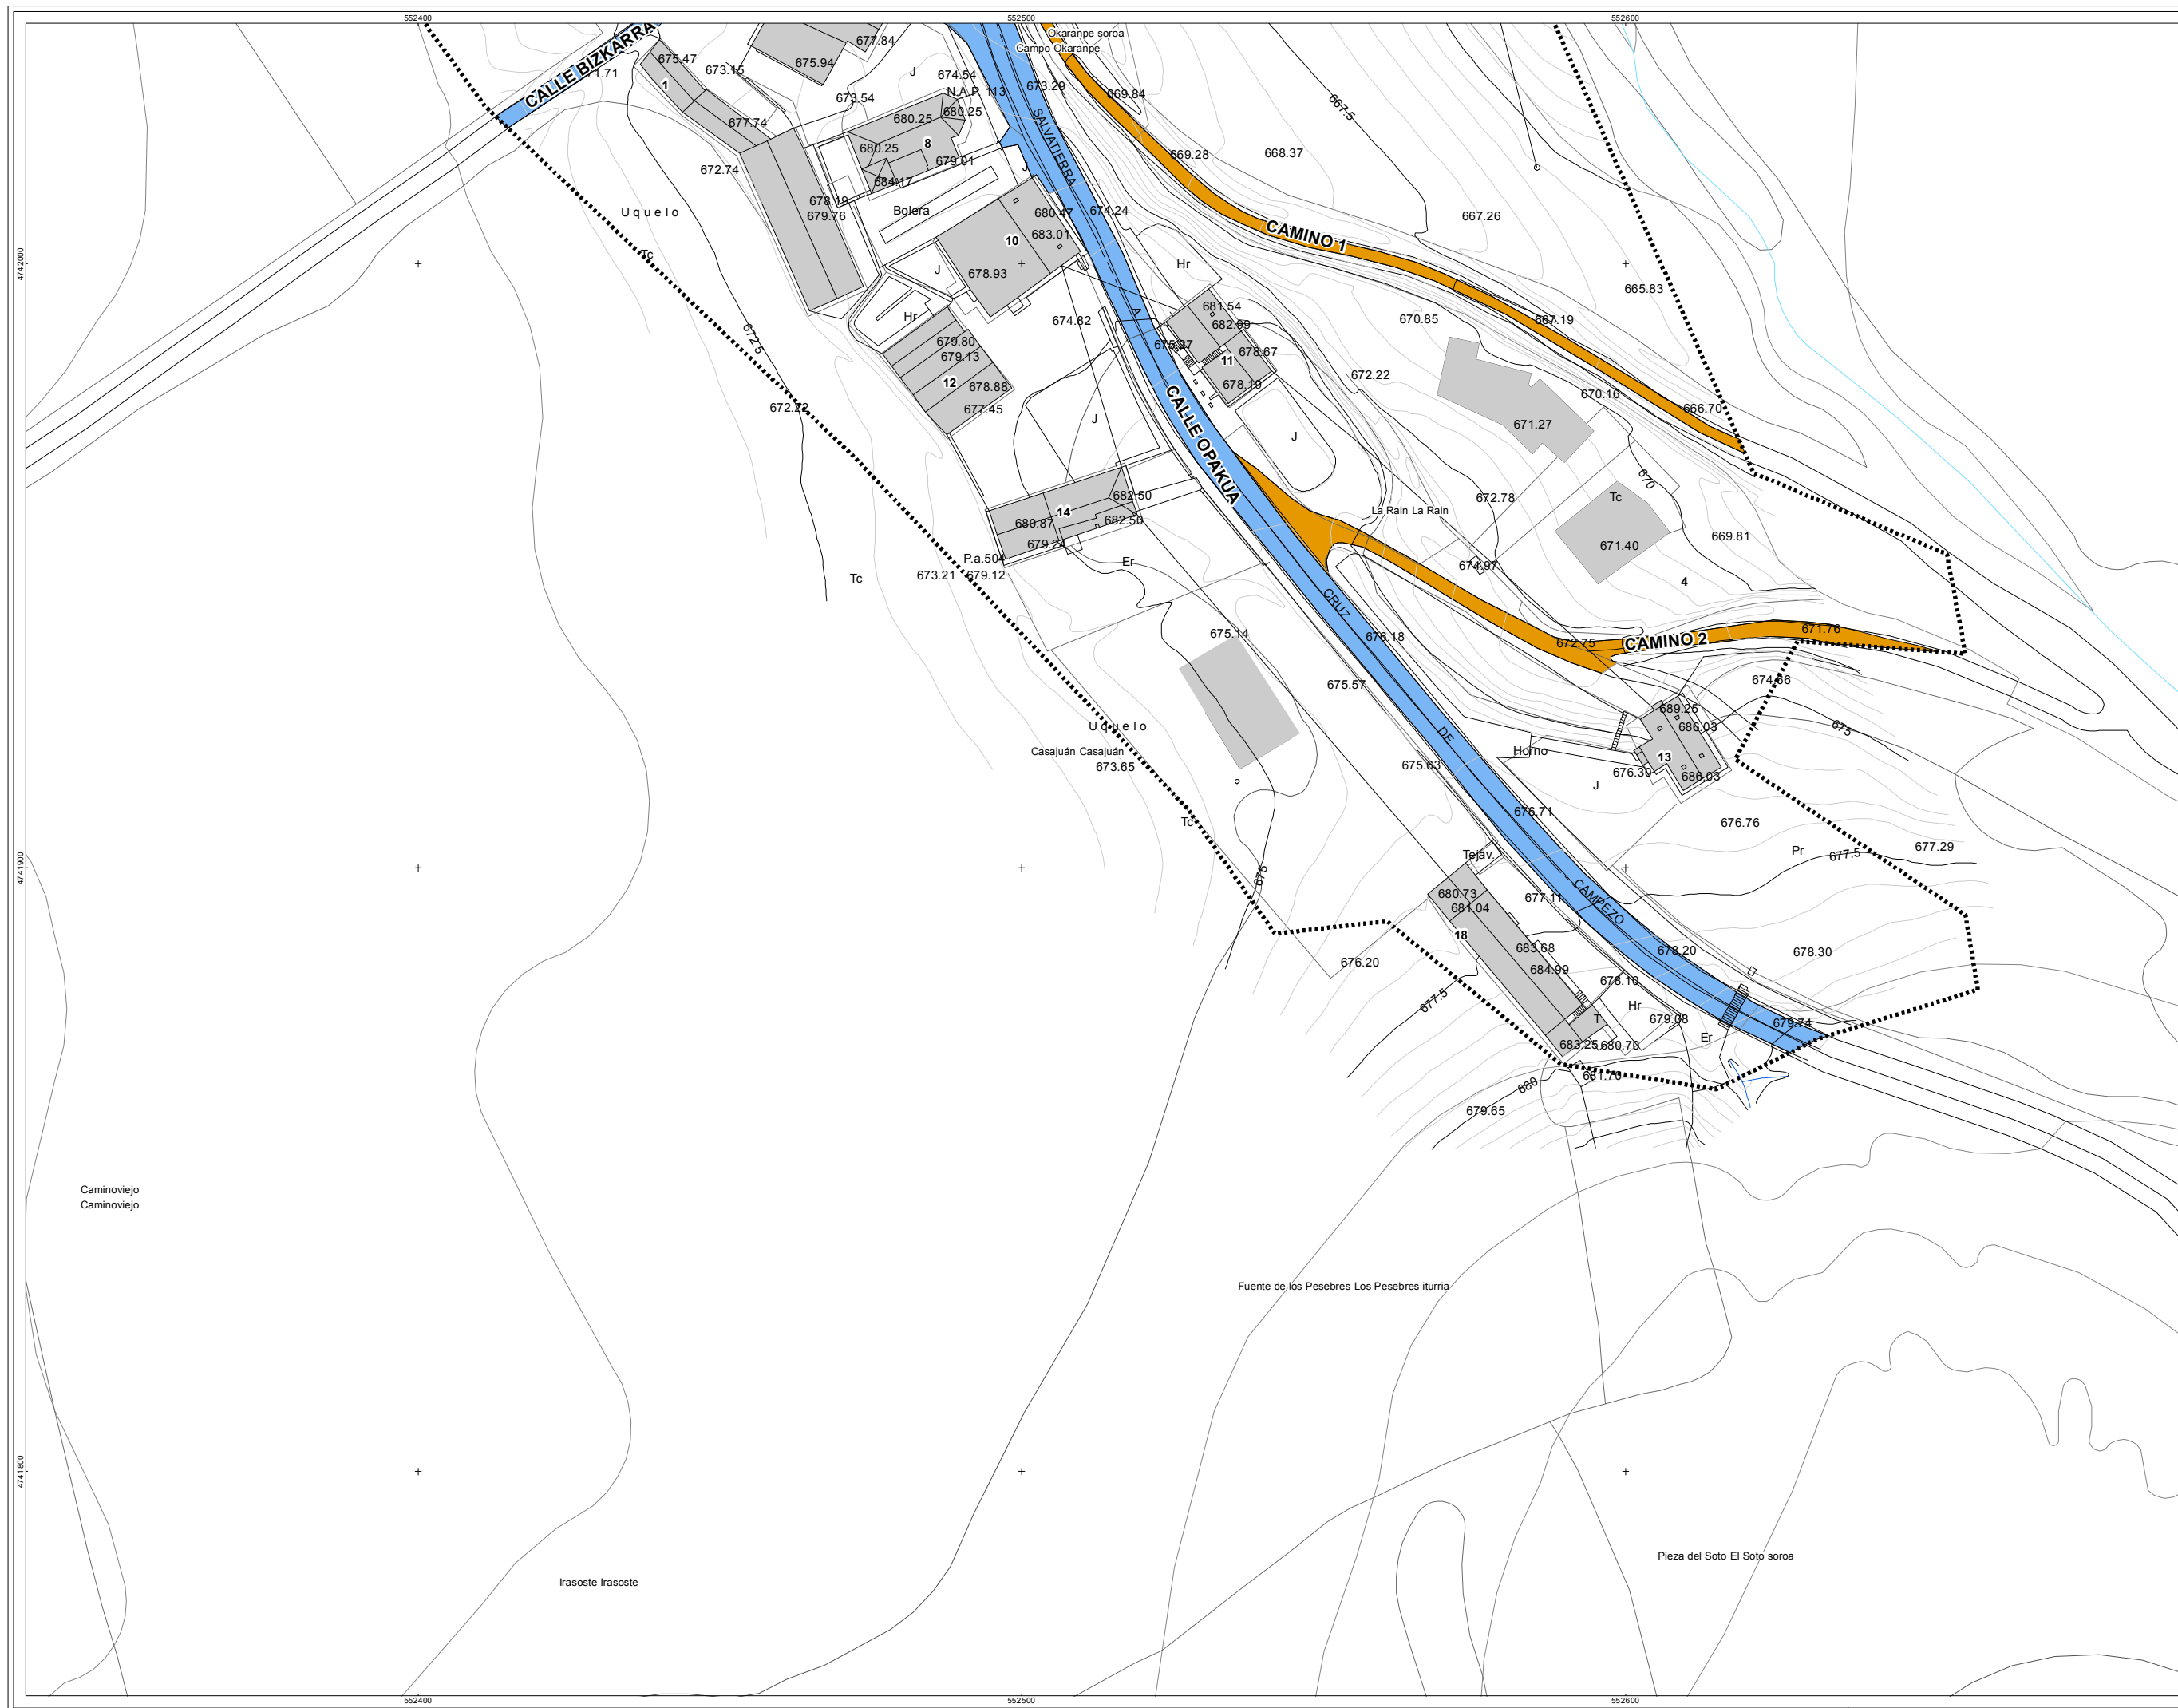 552400
552500
552600
CALLE BIZKARRA
71.71
675.47
673.15
1
677.74
675.94
677.84
J
674.54
N.A.P. 113
673.54
680.25
680.25
680.25
8
679.01
684.17
678.19
679.76
672.74
Uquelo
Tc
Bolera
J
Okaranpe soroa
Campo Okaranpe
673.29
669.84
SALVATIERRA
669.28
668.37
667.5
667.26
674.24
680.47
683.01
10
678.93
J
CAMINO 1
Hr
665.83
4742000
Hr
674.82
A
681.54
682.99
675.27
678.67
11
678.19
670.85
667.19
672.5
679.80
679.13
12
678.88
677.45
672.22
672.22
670.16
666.70
J
J
671.27
CALLE OPAKUA
682.50
14
680.87
682.50
679.24
P.a.504
673.21
679.12
Tc
Er
La Rain La Rain
672.78
670
Tc
671.40
669.81
674.97
4
CRUZ
675.14
676.18
672.75
CAMINO 2
671.76
675.57
674.66
689.25
686.03
675
Uquelo
Casajuán Casajuán
673.65
DE
675.63
Horno
676.30
13
686.03
J
Tc
676.71
676.76
Pr
677.5
677.29
4741900
675
Tejav.
680.73
681.04
677.11
CAMPEZO
18
683.68
684.99
678.20
678.30
676.20
678.10
677.5
Hr
T
679.08
679.74
683.25
680.70
Er
680
681.70
679.65
Caminoviejo
Caminoviejo
Fuente de los Pesebres Los Pesebres iturria
4741800
Pieza del Soto El Soto soroa
Irasoste Irasoste
552400
552500
552600